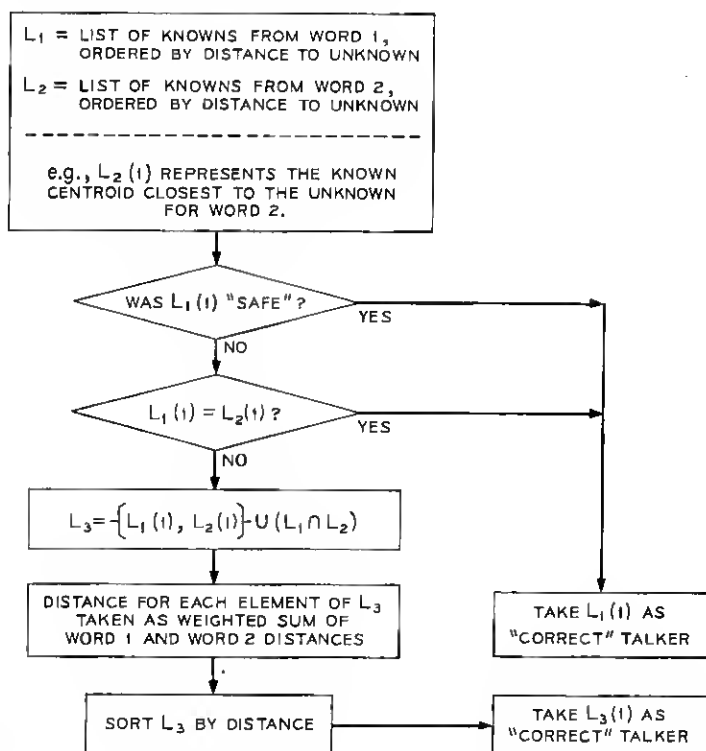 L₁ = LIST OF KNOWNS FROM WORD 1,
ORDERED BY DISTANCE TO UNKNOWN
L₂ = LIST OF KNOWNS FROM WORD 2,
ORDERED BY DISTANCE TO UNKNOWN
e.g., L₂(1) REPRESENTS THE KNOWN
CENTROID CLOSEST TO THE UNKNOWN
FOR WORD 2.
WAS L₁(1) "SAFE"?
YES
NO
L₁(1) = L₂(1)?
YES
NO
L₃ = {L₁(1), L₂(1)} ∪ (L₁ ∩ L₂)
DISTANCE FOR EACH ELEMENT OF L₃
TAKEN AS WEIGHTED SUM OF
WORD 1 AND WORD 2 DISTANCES
TAKE L₁(1) AS
"CORRECT" TALKER
SORT L₃ BY DISTANCE
TAKE L₃(1) AS
"CORRECT" TALKER